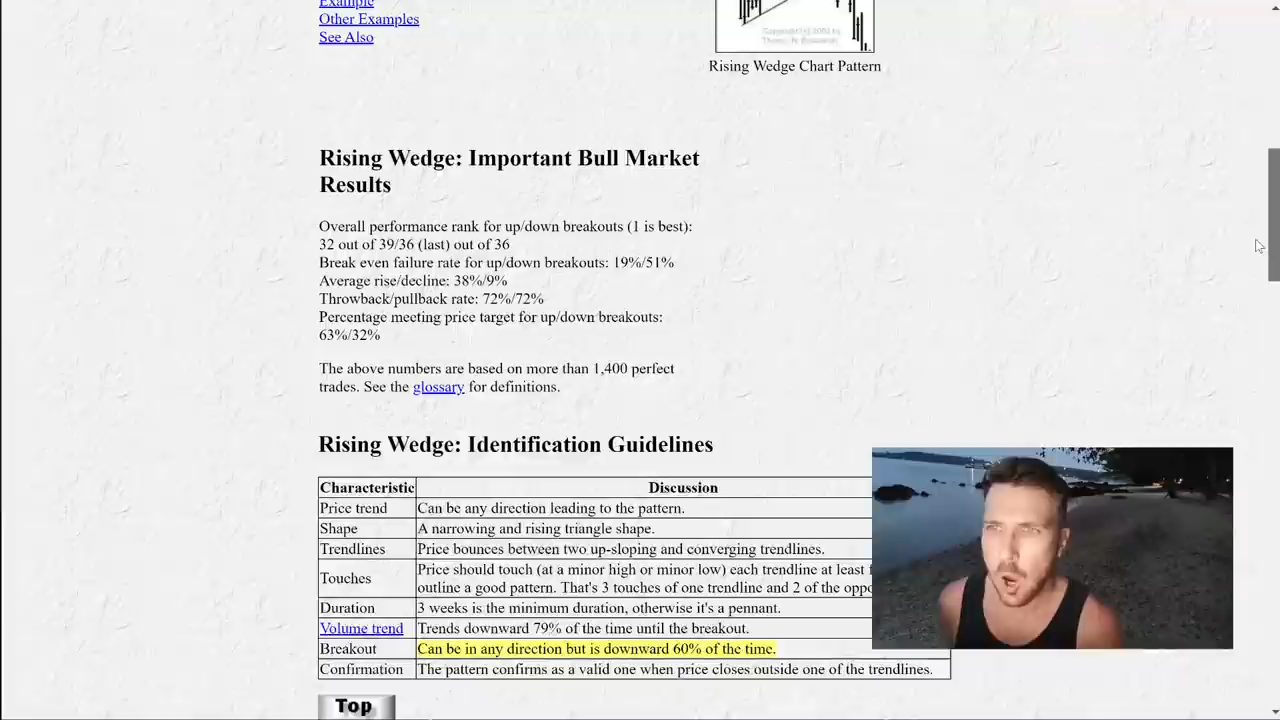 Example
Other Examples
See Also
Rising Wedge Chart Pattern
Rising Wedge: Important Bull Market
Results
Overall performance rank for up/down breakouts (1 is best):
32 out of 39/36 (last) out of 36
Break even failure rate for up/down breakouts: 19%/51%
Average rise/decline: 38%/9%
Throwback/pullback rate: 72%/72%
Percentage meeting price target for up/down breakouts:
63%/32%
The above numbers are based on more than 1,400 perfect
trades. See the glossary for definitions.
Rising Wedge: Identification Guidelines
Characteristic Discussion
Price trend Can be any direction leading to the pattern.
Shape A narrowing and rising triangle shape.
Trendlines Price bounces between two up-sloping and converging trendlines.
Touches Price should touch (at a minor high or minor low) each trendline at least
outline a good pattern. That's 3 touches of one trendline and 2 of the
Duration 3 weeks is the minimum duration, otherwise it's a pennant.
Volume trend Trends downward 79% of the time until the breakout.
Breakout Can be in any direction but is downward 60% of the time.
Confirmation The pattern confirms as a valid one when price closes outside one of the trendlines.
Top